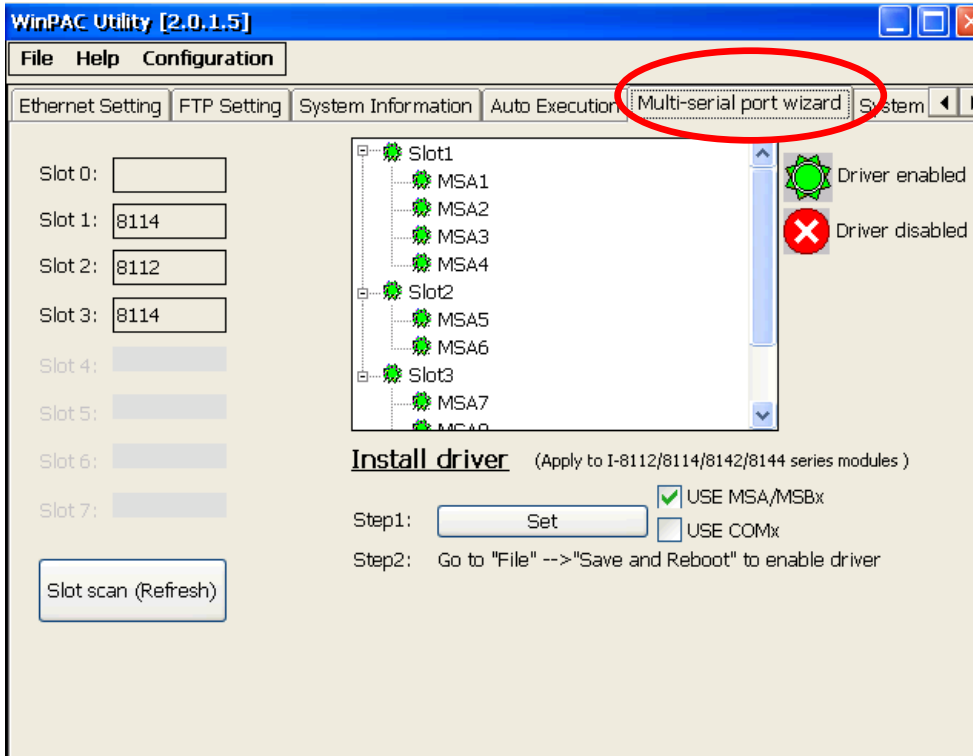 WinPAC Utility [2.0.1.5]
File Help Configuration
Ethernet Setting FTP Setting System Information Auto Execution Multi-serial port wizard System
Slot 0:
Slot 1: 8114
Slot 2: 8112
Slot 3: 8114
Slot 4:
Slot 5:
Slot 6:
Slot 7:
Slot scan (Refresh)
Slot1
MSA1
MSA2
MSA3
MSA4
Slot2
MSA5
MSA6
Slot3
MSA7
Driver enabled
Driver disabled
Install driver (Apply to I-8112/8114/8142/8144 series modules )
Step1: Set
USE MSA/MSBx
USE COMx
Step2: Go to "File" -->"Save and Reboot" to enable driver